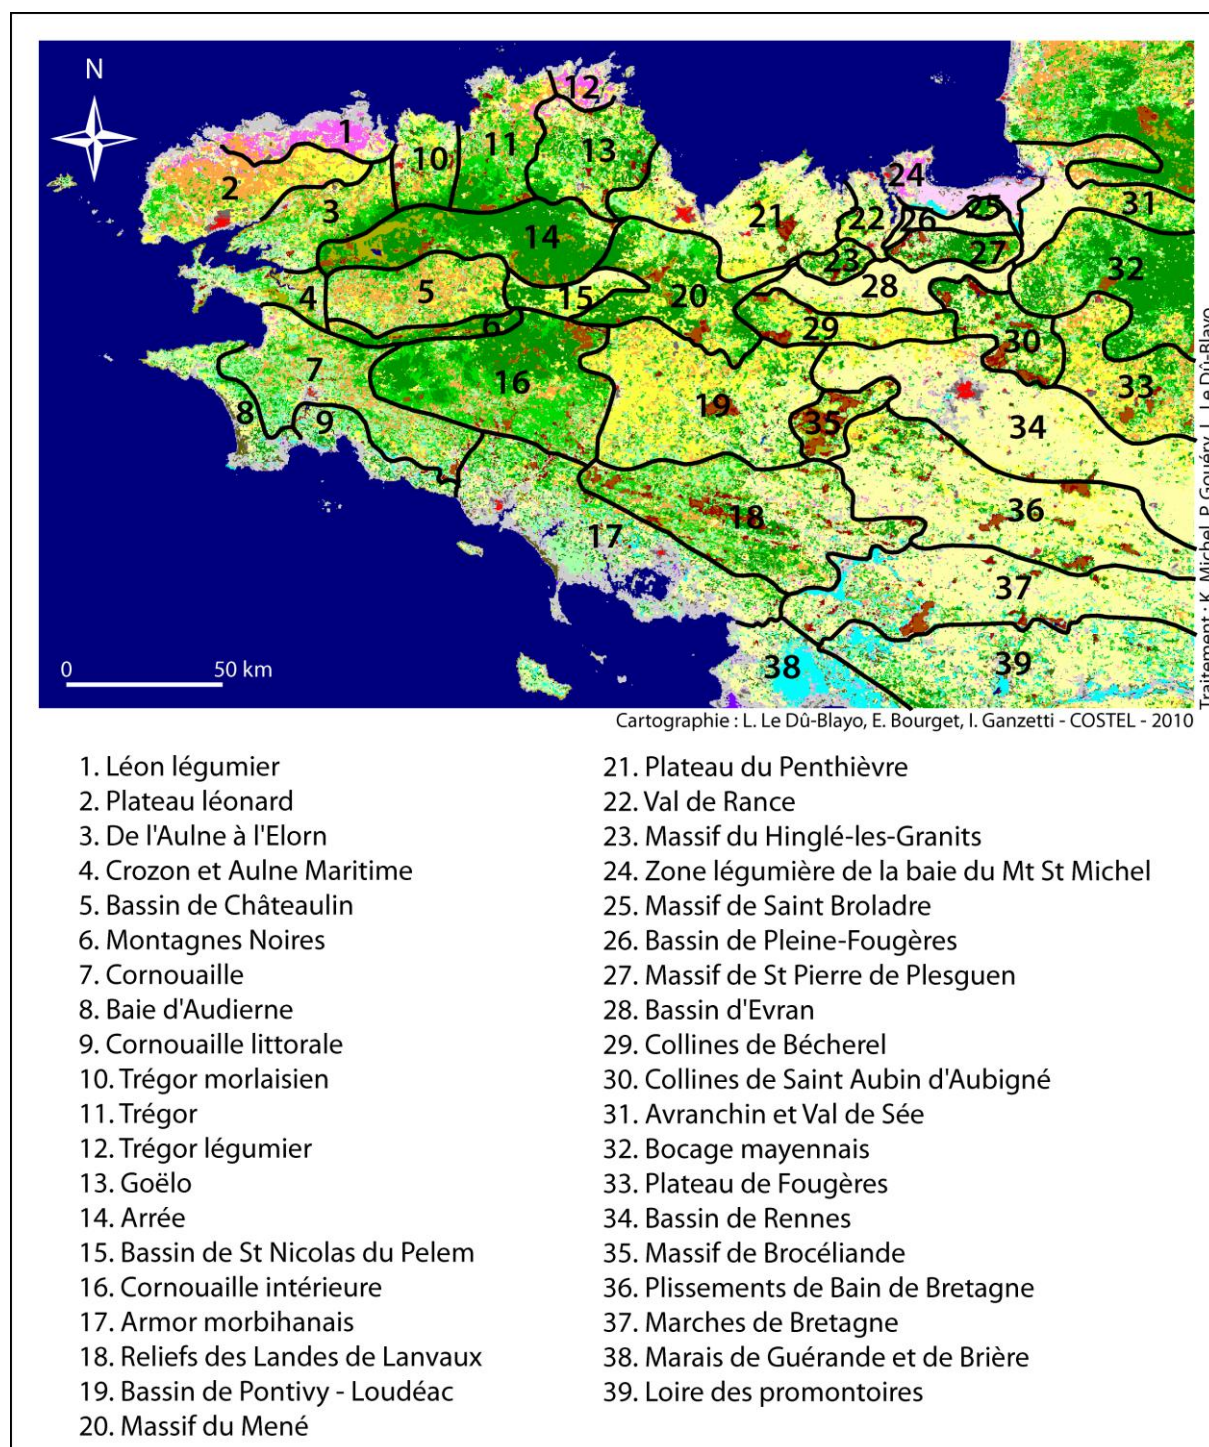 N
12
1
11
10
13
2
24
25
31
3
21
22
26
14
23
27
32
4
5
15
20
28
6
29
30
7
16
8
9
19
35
33
34
18
36
17
37
38
39
0 50 km
Traitement : K. Michel, P. Gouéry, L. Le Dû-Blayo
Cartographie : L. Le Dû-Blayo, E. Bourget, I. Ganzetti - COSTEL - 2010
1. Léon légumier
2. Plateau léonard
3. De l'Aulne à l'Elorn
4. Crozon et Aulne Maritime
5. Bassin de Châteaulin
6. Montagnes Noires
7. Cornouaille
8. Baie d'Audierne
9. Cornouaille littorale
10. Trégor morlaisien
11. Trégor
12. Trégor légumier
13. Goëlo
14. Arrée
15. Bassin de St Nicolas du Pelem
16. Cornouaille intérieure
17. Armor morbihanais
18. Reliefs des Landes de Lanvaux
19. Bassin de Pontivy - Loudéac
20. Massif du Mené
21. Plateau du Penthièvre
22. Val de Rance
23. Massif du Hinglé-les-Granits
24. Zone légumière de la baie du Mt St Michel
25. Massif de Saint Broladre
26. Bassin de Pleine-Fougères
27. Massif de St Pierre de Plesguen
28. Bassin d'Evran
29. Collines de Bécherel
30. Collines de Saint Aubin d'Aubigné
31. Avranchin et Val de Sée
32. Bocage mayennais
33. Plateau de Fougères
34. Bassin de Rennes
35. Massif de Brocéliande
36. Plissements de Bain de Bretagne
37. Marches de Bretagne
38. Marais de Guérande et de Brière
39. Loire des promontoires